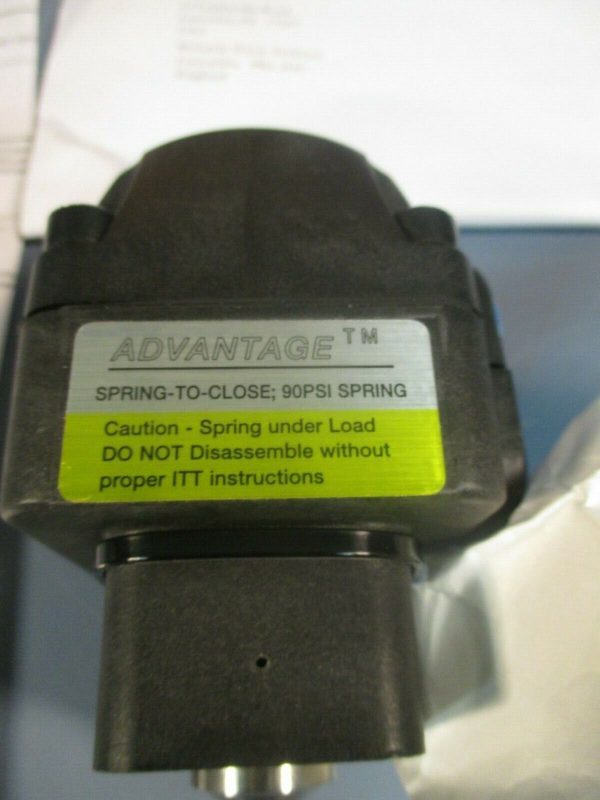 ADVANTAGE™
SPRING-TO-CLOSE; 90PSI SPRING
Caution - Spring under Load
DO NOT Disassemble without
proper ITT instructions